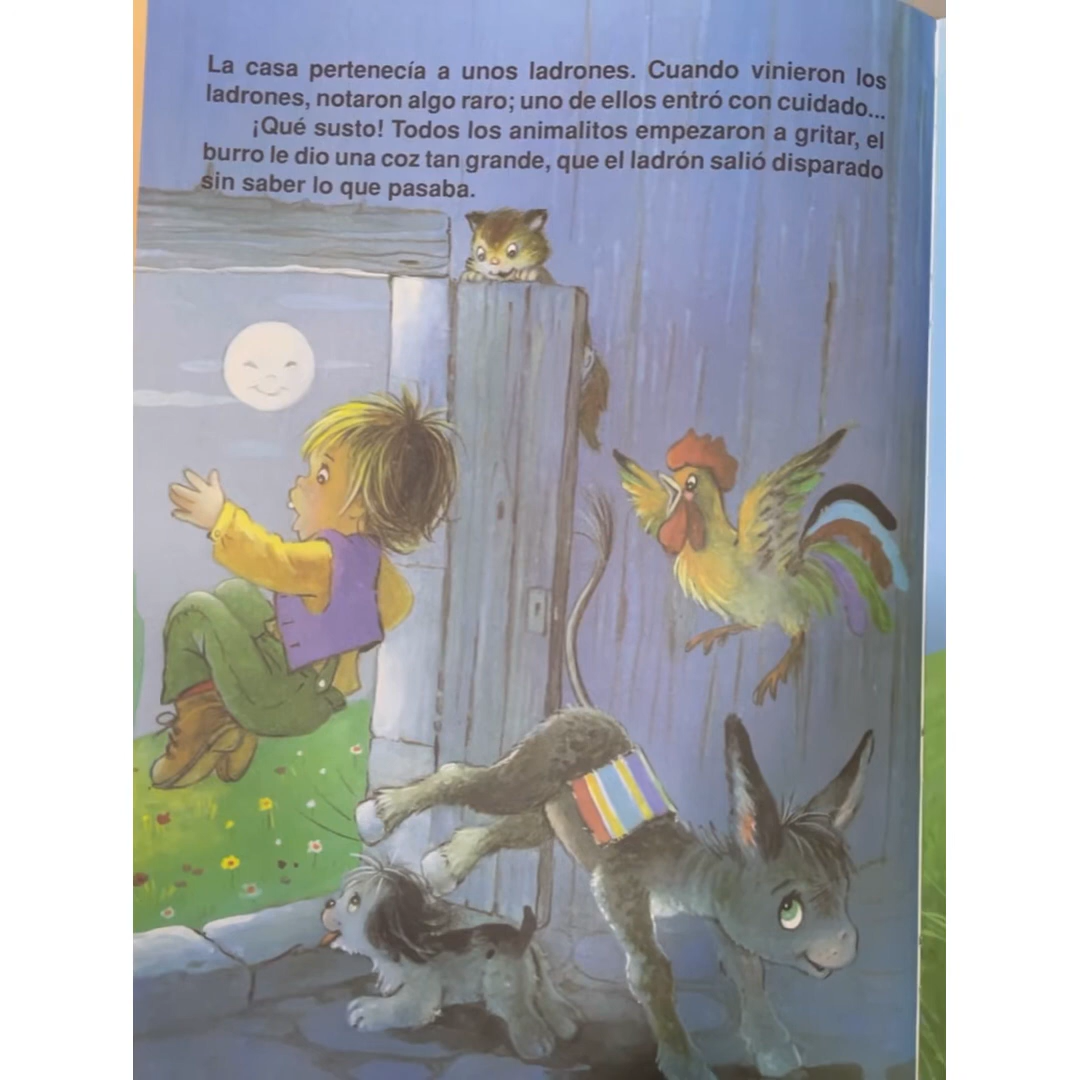 La casa pertenecía a unos ladrones. Cuando vinieron los
ladrones, notaron algo raro; uno de ellos entró con cuidado...
¡Qué susto! Todos los animalitos empezaron a gritar, el
burro le dio una coz tan grande, que el ladrón salió disparado
sin saber lo que pasaba.